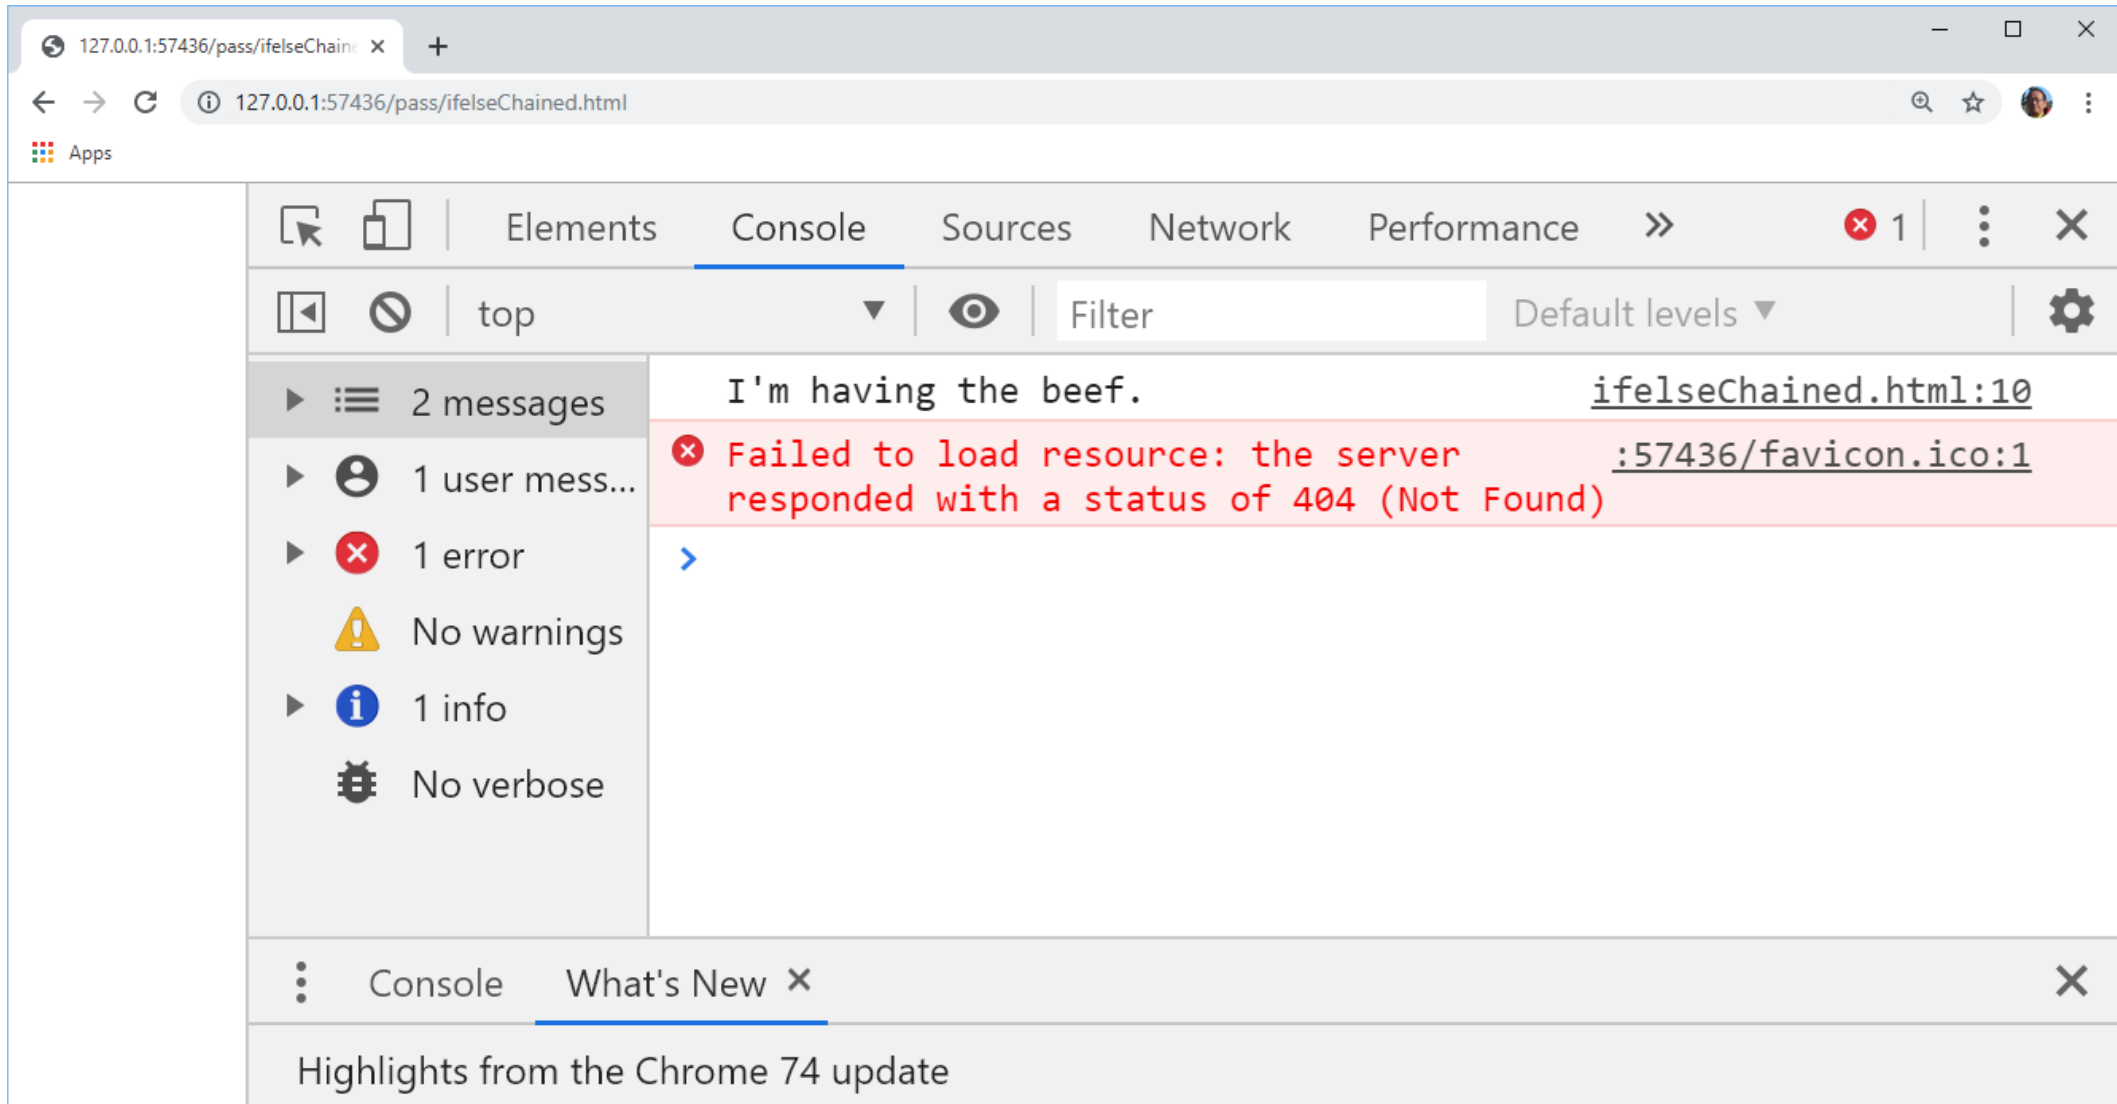 127.0.0.1:57436/pass/ifelseChaine
127.0.0.1:57436/pass/ifelseChained.html
Apps
Elements Console Sources Network Performance 1
top Filter Default levels
2 messages
1 user mess...
1 error
No warnings
1 info
No verbose
I'm having the beef. ifelseChained.html:10
Failed to load resource: the server :57436/favicon.ico:1
responded with a status of 404 (Not Found)
Console What's New
Highlights from the Chrome 74 update